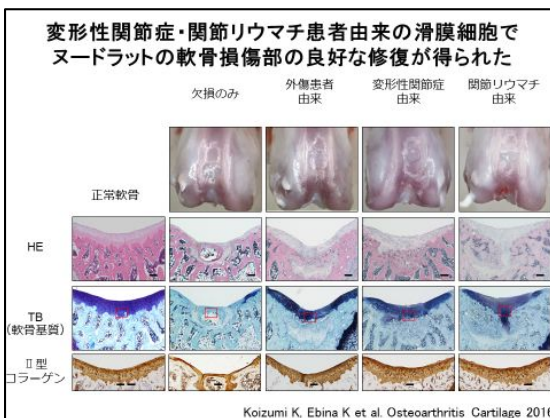 変形性関節症・関節リウマチ患者由来の滑膜細胞で
ヌードラットの軟骨損傷部の良好な修復が得られた
欠損のみ
外傷患者
由来
変形性関節症
由来
関節リウマチ
由来
正常軟骨
HE
TB
(軟骨基質)
Ⅱ型
コラーゲン
Koizumi K, Ebina K et al. Osteoarthritis Cartilage 2016